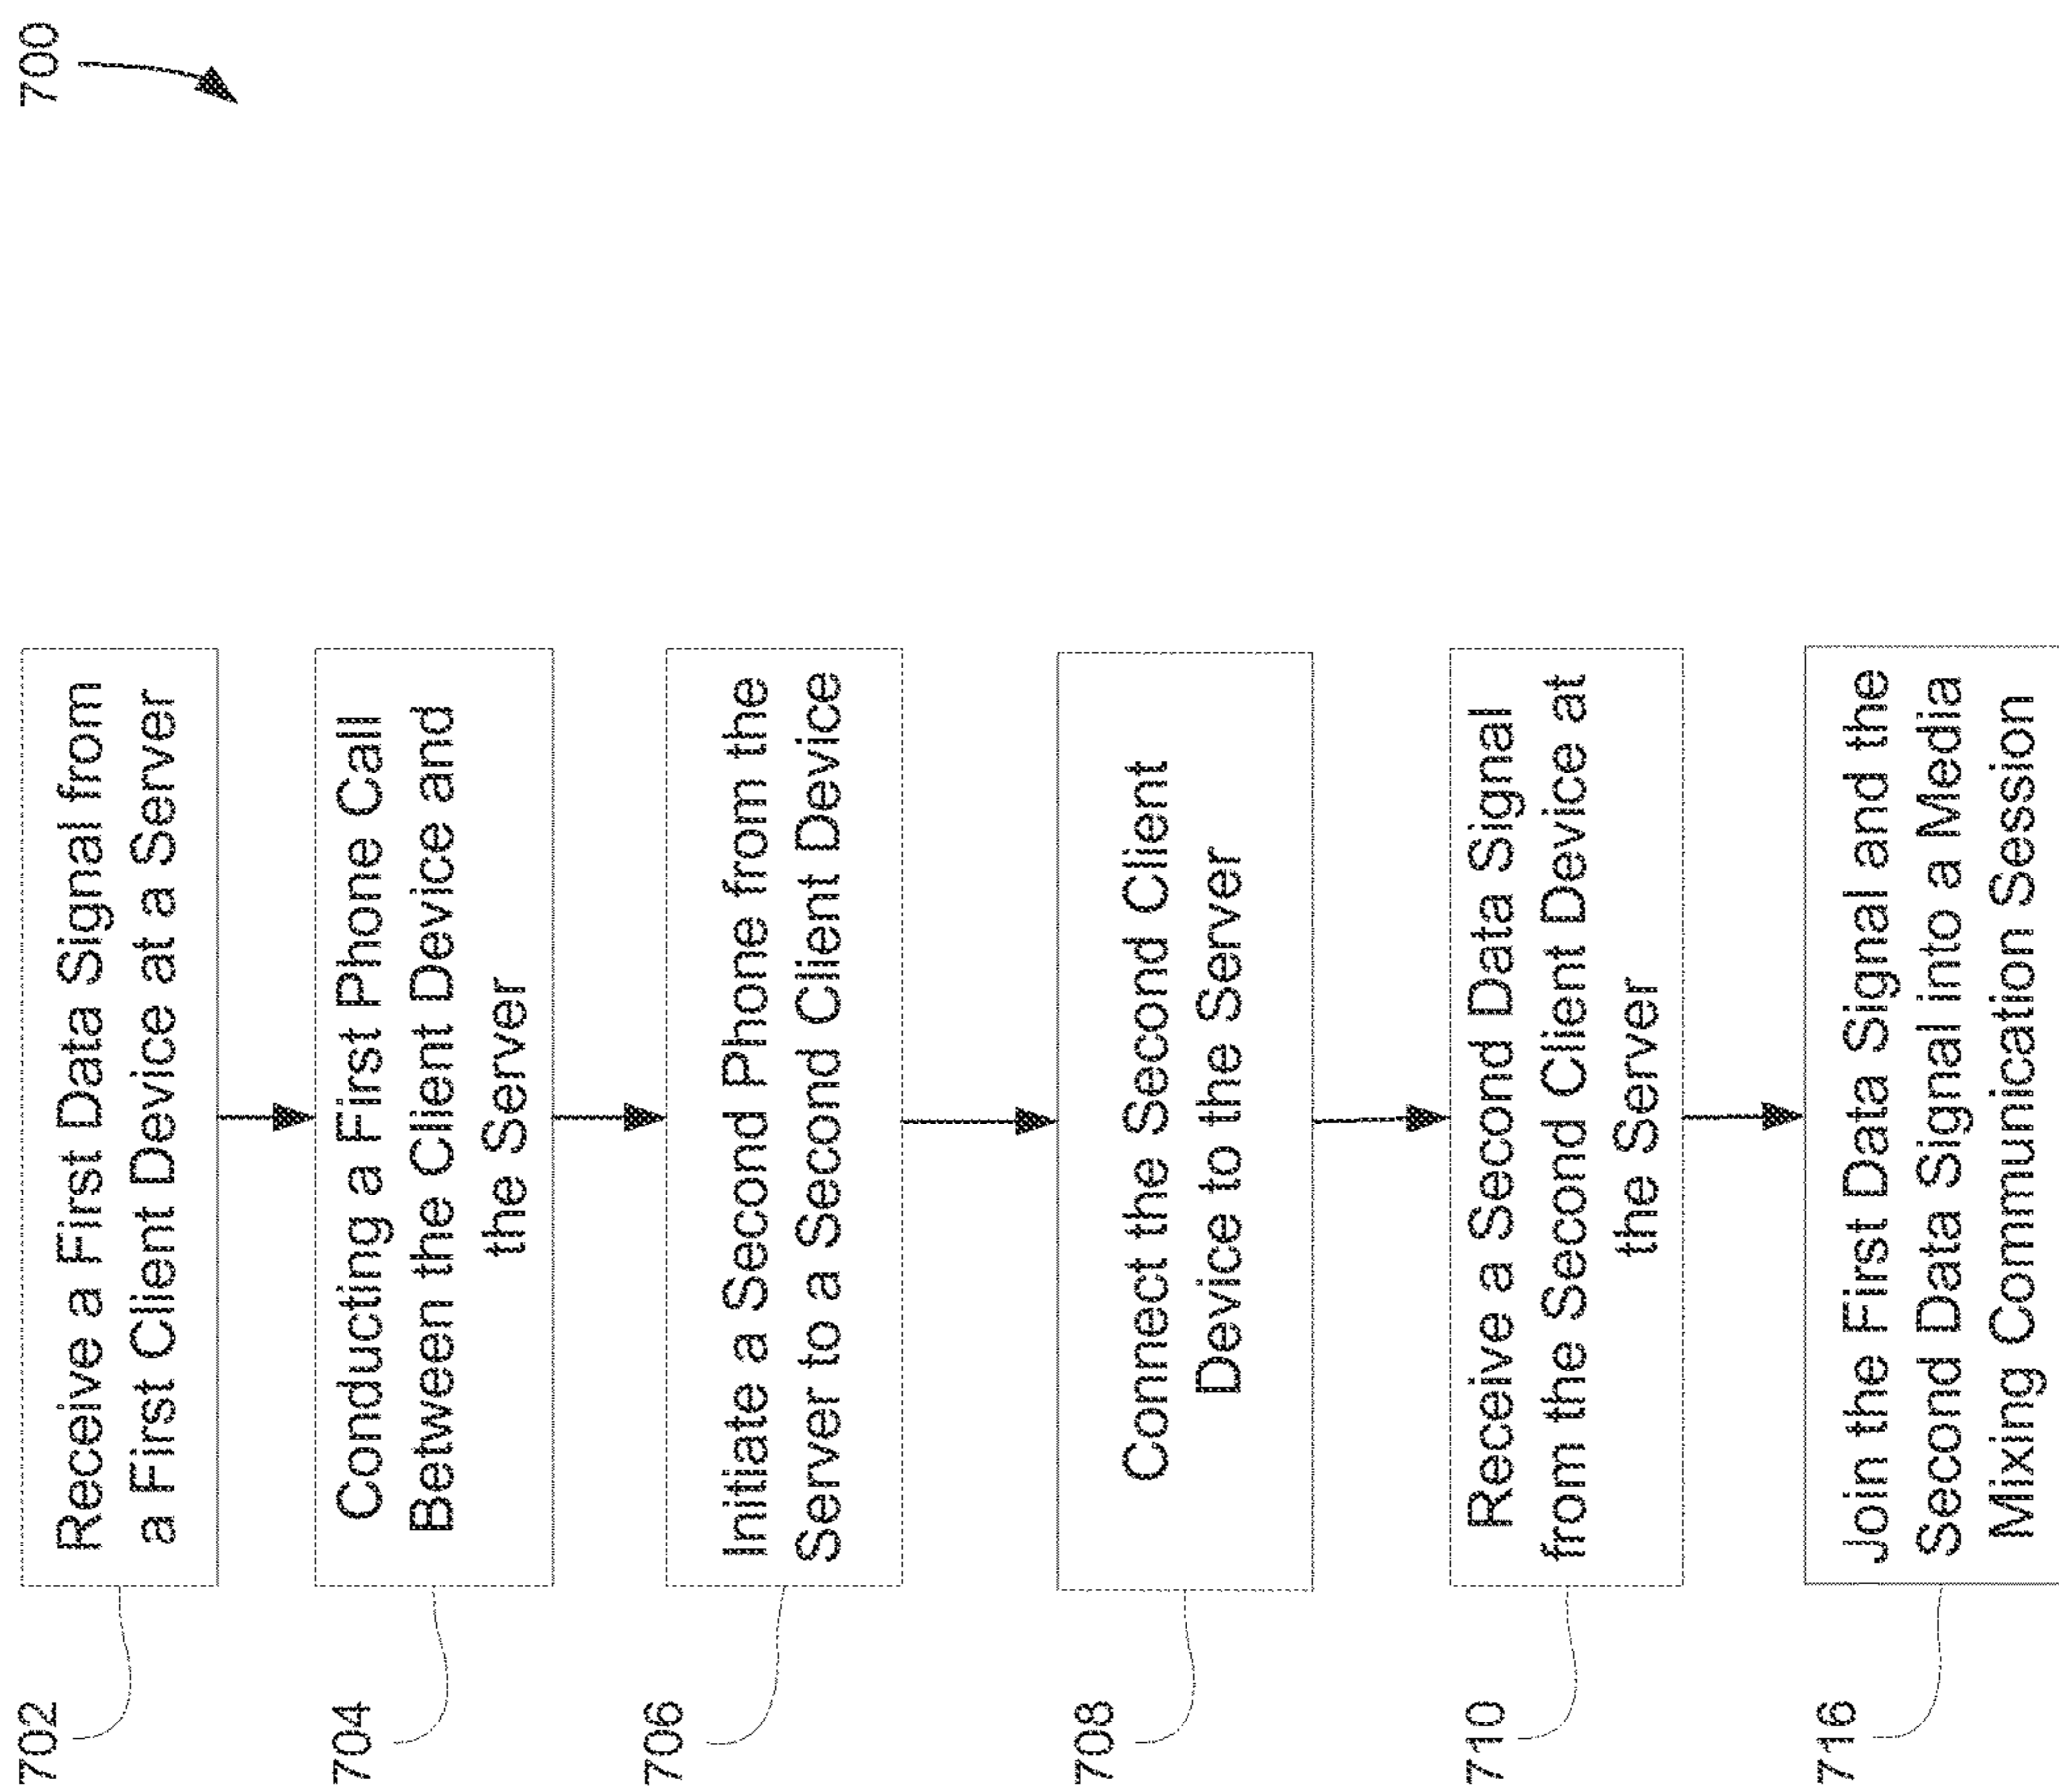 700
702
Receive a First Data Signal from
a First Client Device at a Server
704
Conducting a First Phone Call
Between the Client Device and
the Server
706
Initiate a Second Phone from the
Server to a Second Client Device
708
Connect the Second Client
Device to the Server
710
Receive a Second Data Signal
from the Second Client Device at
the Server
716
Join the First Data Signal and the
Second Data Signal into a Media
Mixing Communication Session